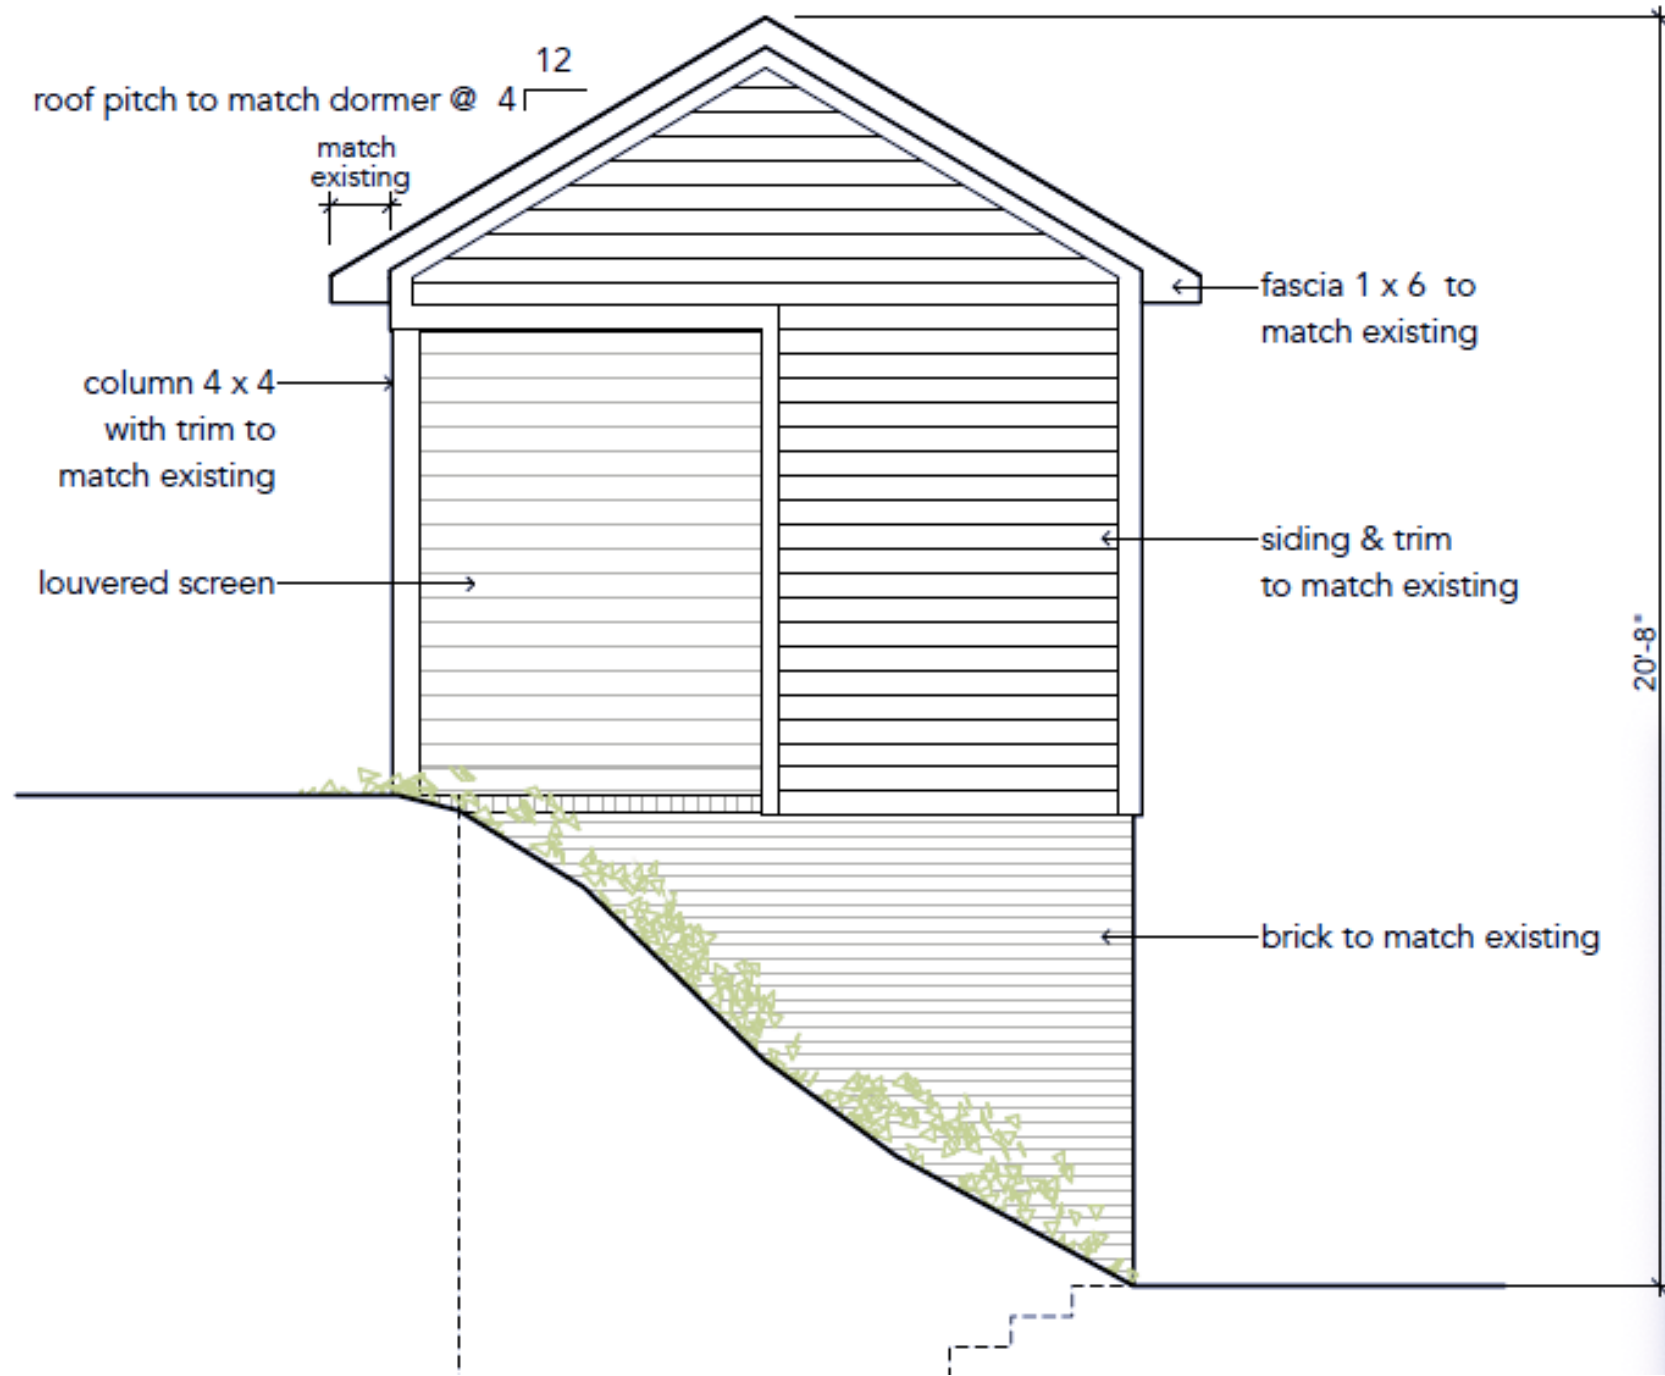 12
roof pitch to match dormer @ 4
match
existing
fascia 1 x 6 to
match existing
column 4 x 4
with trim to
match existing
louvered screen
siding & trim
to match existing
20'-8"
brick to match existing